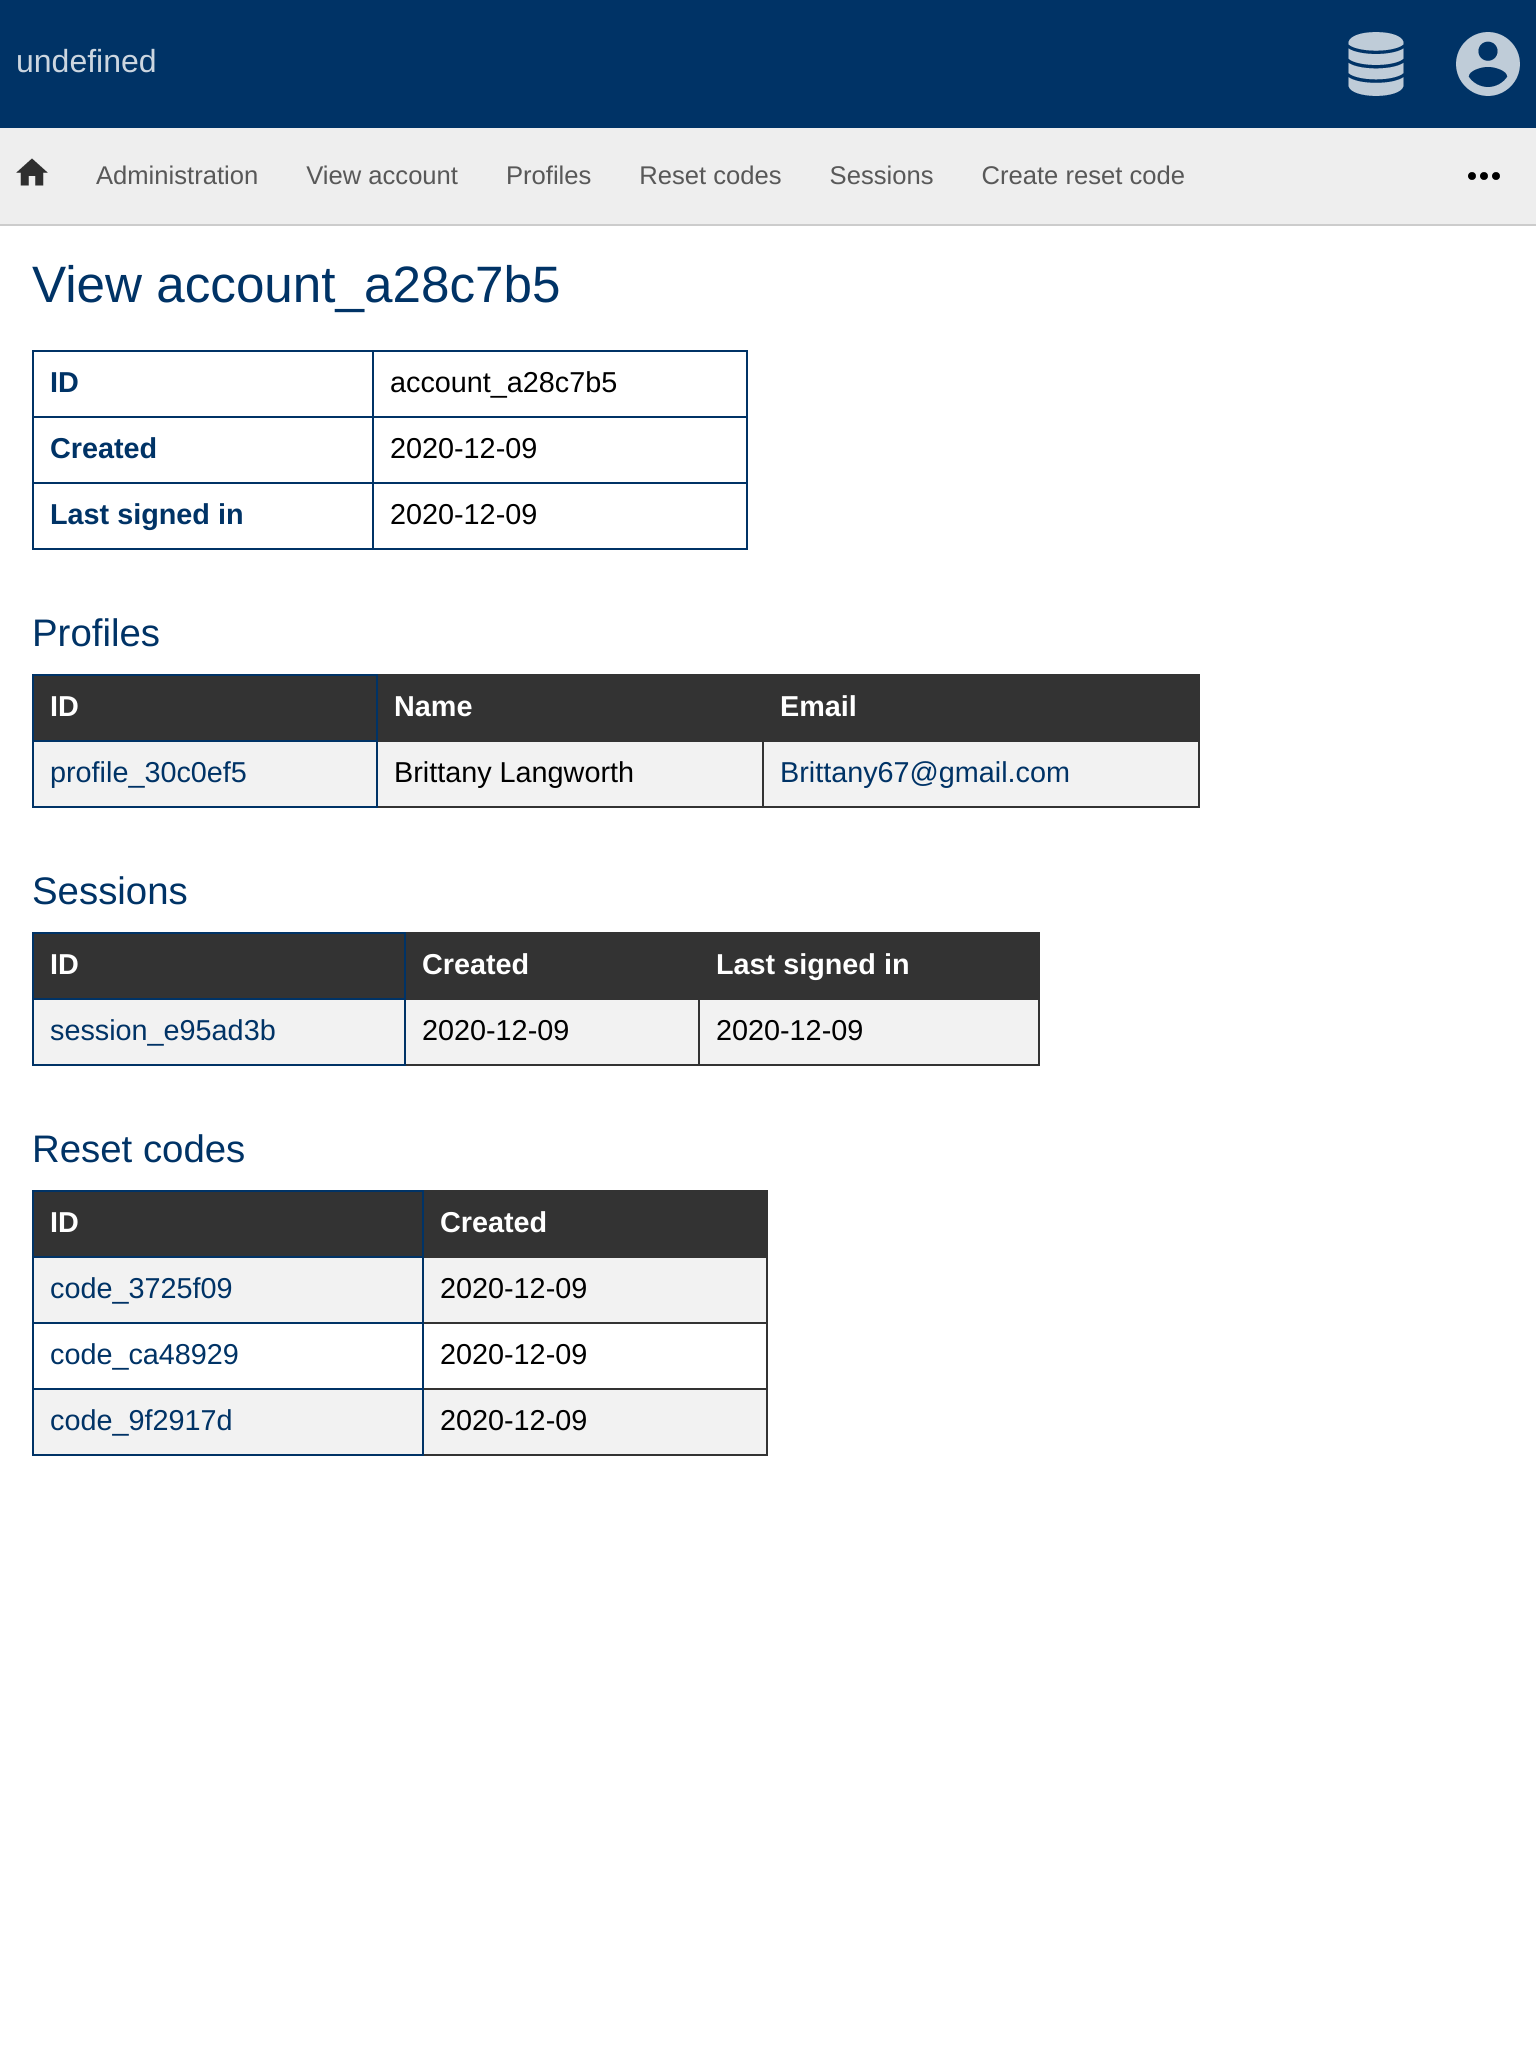 undefined
Administration View account Profiles Reset codes Sessions Create reset code
View account_a28c7b5
ID account_a28c7b5
Created 2020-12-09
Last signed in 2020-12-09
Profiles
ID Name Email
profile_30c0ef5 Brittany Langworth Brittany67@gmail.com
Sessions
ID Created Last signed in
session_e95ad3b 2020-12-09 2020-12-09
Reset codes
ID Created
code_3725f09 2020-12-09
code_ca48929 2020-12-09
code_9f2917d 2020-12-09